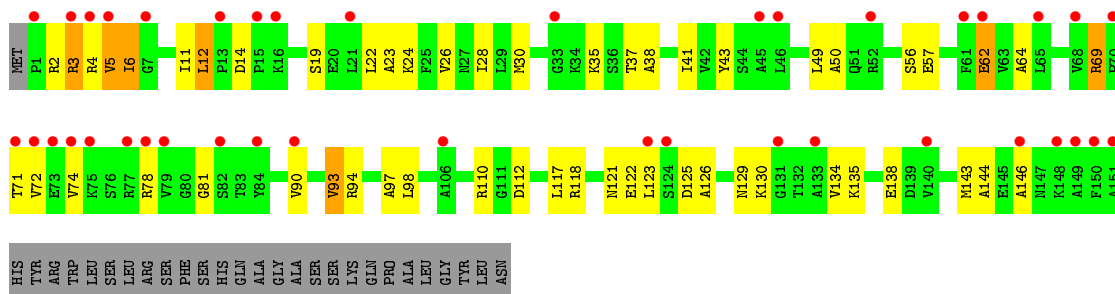 MET P1 R2 R3 R4 V5 I6 G7 I11 L12 P13 D14 P15 K16 S19 E20 L21 L22 A23 K24 F25 V26 N27 I28 L29 M30 G33 K34 K35 S36 T37 A38 I41 V42 Y43 S44 A45 L46 L49 A50 Q51 R52 S56 E57 F61 E62 V63 A64 L65 V68 R69
T71 V72 E73 V74 K75 S76 R77 R78 V79 G80 G81 S82 T83 Y84 V90 V93 R94 A97 L98 A106 R110 G111 D112 L117 R118 N121 E122 L123 S124 D125 A126 N129 K130 G131 T132 A133 V134 K135 E138 D139 V140 M143 A144 E145 A146 N147 K148 A149 F150 A151
HIS TYR ARG TRP LEU SER LEU ARG SER PHE SER HIS GLN ALA GLY ALA SER SER LYS GLN PRO ALA LEU GLY TYR LEU ASN